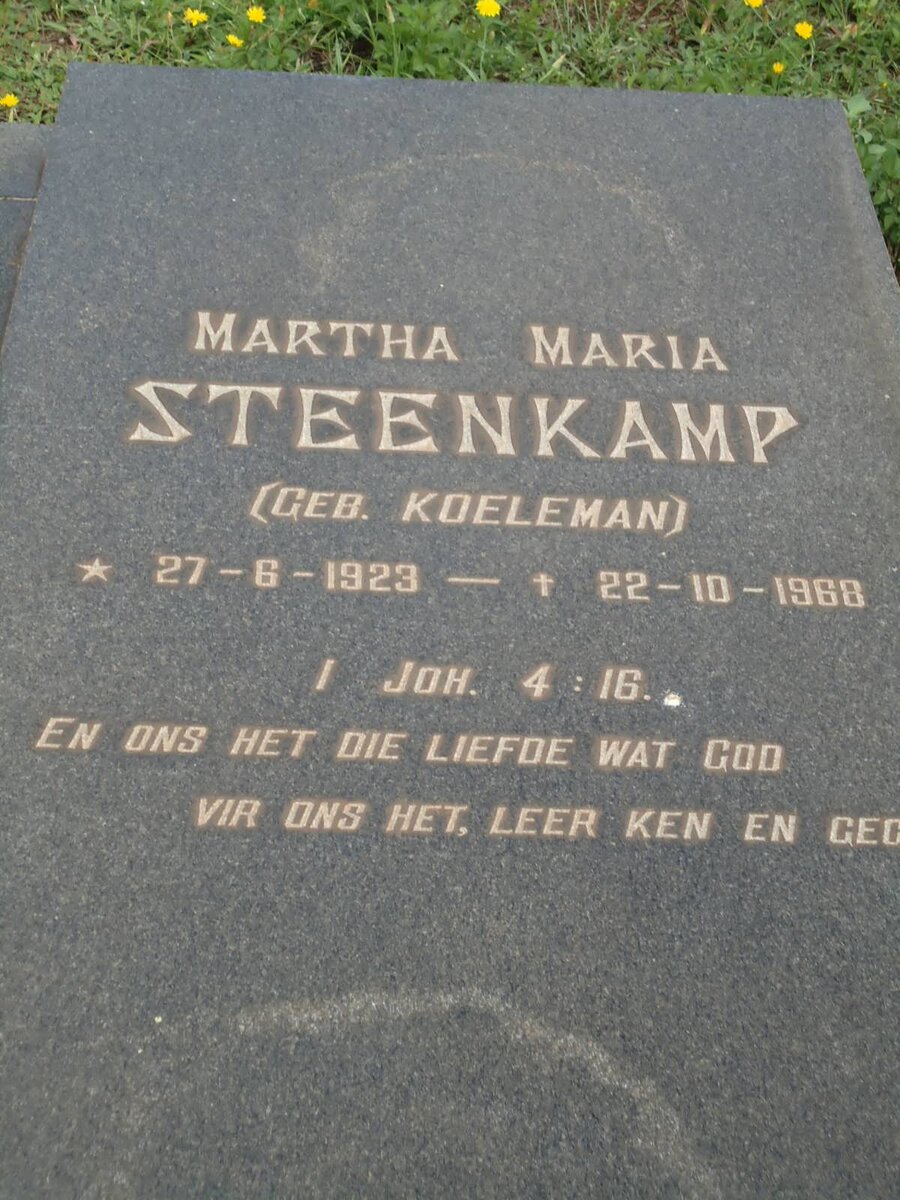 MARTHA MARIA
STEENKAMP
(GEB. KOELEMAN)
★ 27-6-1923 — ✝ 22-10-1968
1 JOH. 4:16.
EN ONS HET DIE LIEFDE WAT GOD
VIR ONS HET, LEER KEN EN